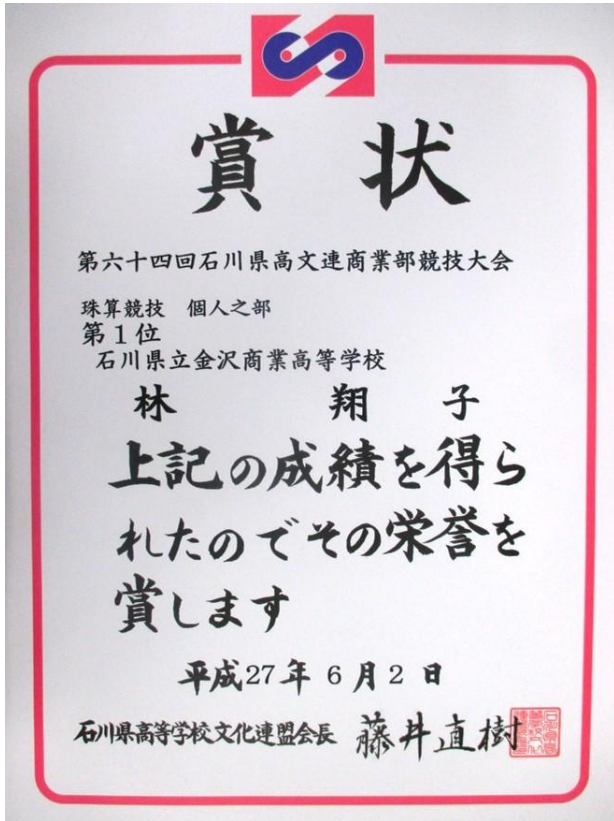 賞状
第六十四回石川県高文連商業部競技大会
珠算競技 個人之部
第1位
石川県立金沢商業高等学校
林 翔子
上記の成績を得ら
れたのでその栄誉を
賞します
平成27年6月2日
石川県高等学校文化連盟会長 藤井直樹